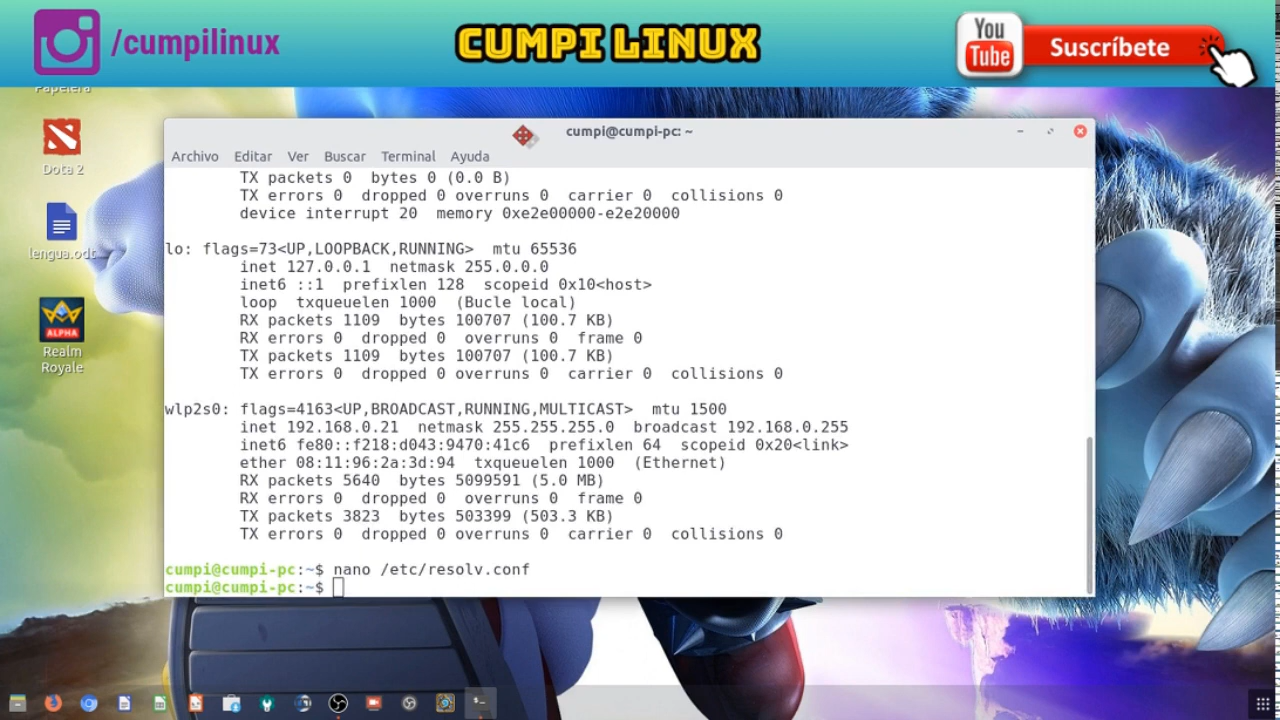 /cumpilinux
CUMPI LINUX
You
Tube
Suscríbete
Papelera
Dota 2
lengua.odt
ALPHA
Realm
Royale
cumpi@cumpi-pc: ~
Archivo Editar Ver Buscar Terminal Ayuda
TX packets 0 bytes 0 (0.0 B)
TX errors 0 dropped 0 overruns 0 carrier 0 collisions 0
device interrupt 20 memory 0xe2e00000-e2e20000
lo: flags=73<UP,LOOPBACK,RUNNING> mtu 65536
inet 127.0.0.1 netmask 255.0.0.0
inet6 ::1 prefixlen 128 scopeid 0x10<host>
loop txqueuelen 1000 (Bucle local)
RX packets 1109 bytes 100707 (100.7 KB)
RX errors 0 dropped 0 overruns 0 frame 0
TX packets 1109 bytes 100707 (100.7 KB)
TX errors 0 dropped 0 overruns 0 carrier 0 collisions 0
wlp2s0: flags=4163<UP,BROADCAST,RUNNING,MULTICAST> mtu 1500
inet 192.168.0.21 netmask 255.255.255.0 broadcast 192.168.0.255
inet6 fe80::f218:d043:9470:41c6 prefixlen 64 scopeid 0x20<link>
ether 08:11:96:2a:3d:94 txqueuelen 1000 (Ethernet)
RX packets 5640 bytes 5099591 (5.0 MB)
RX errors 0 dropped 0 overruns 0 frame 0
TX packets 3823 bytes 503399 (503.3 KB)
TX errors 0 dropped 0 overruns 0 carrier 0 collisions 0
cumpi@cumpi-pc:~$ nano /etc/resolv.conf
cumpi@cumpi-pc:~$